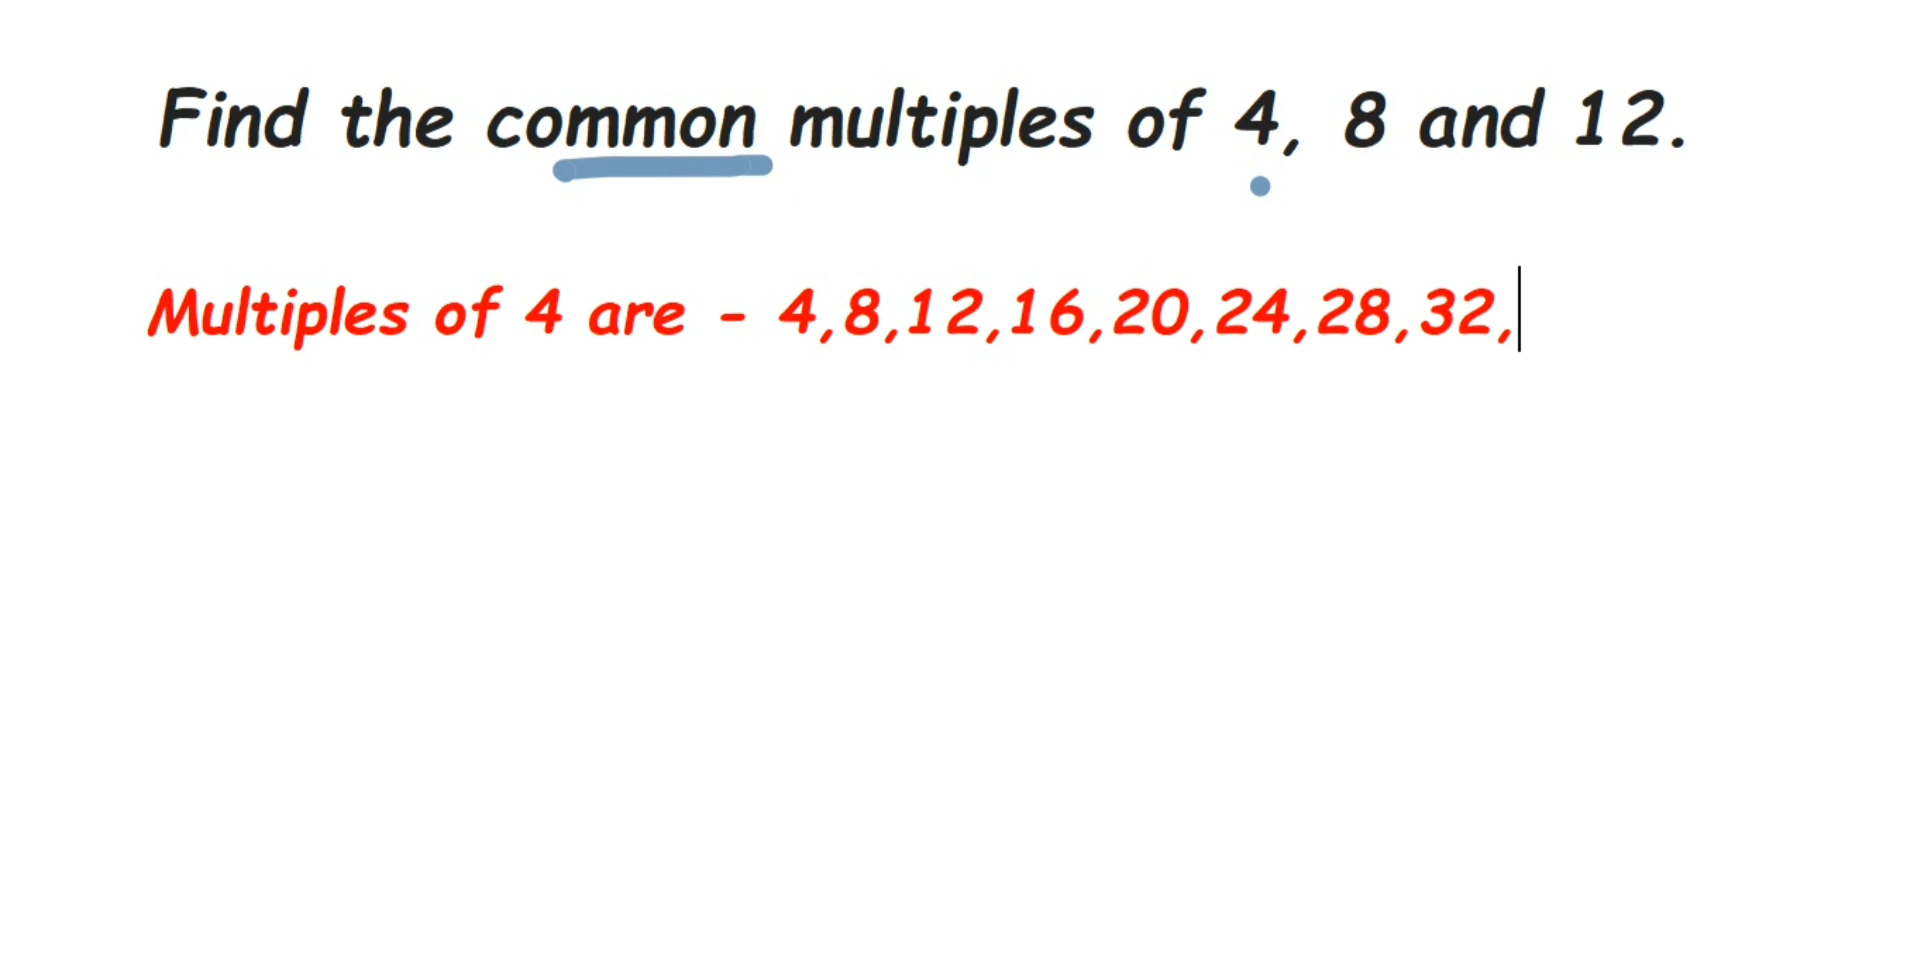 Find the common multiples of 4, 8 and 12.
Multiples of 4 are - 4,8,12,16,20,24,28,32,